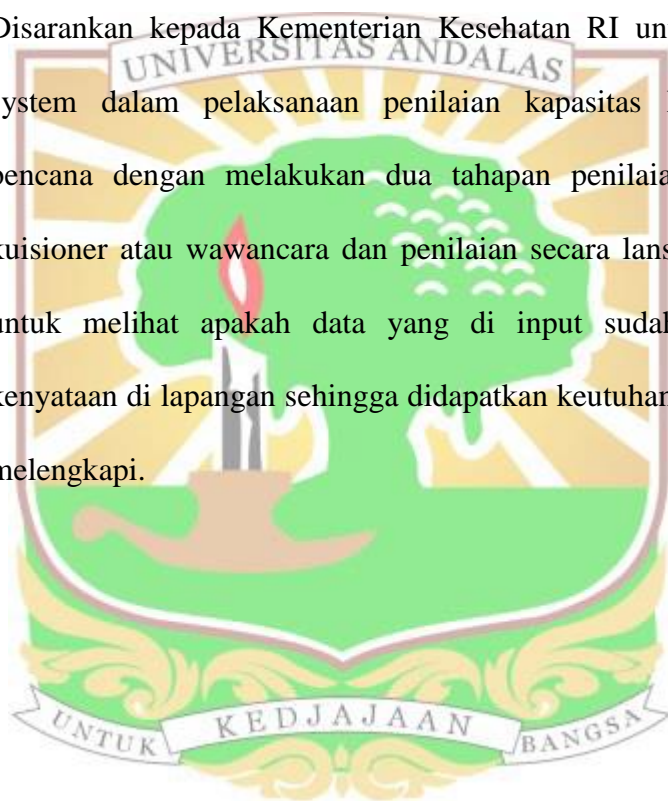 Disarankan kepada Kementerian Kesehatan RI un
UNIVERSITAS ANDALAS
system dalam pelaksanaan penilaian kapasitas
bencana dengan melakukan dua tahapan penilaia
kuisioner atau wawancara dan penilaian secara lans
untuk melihat apakah data yang di input sudah
kenyataan di lapangan sehingga didapatkan keutuhan
melengkapi.
UNTUK KEDJAJAAN BANGSA